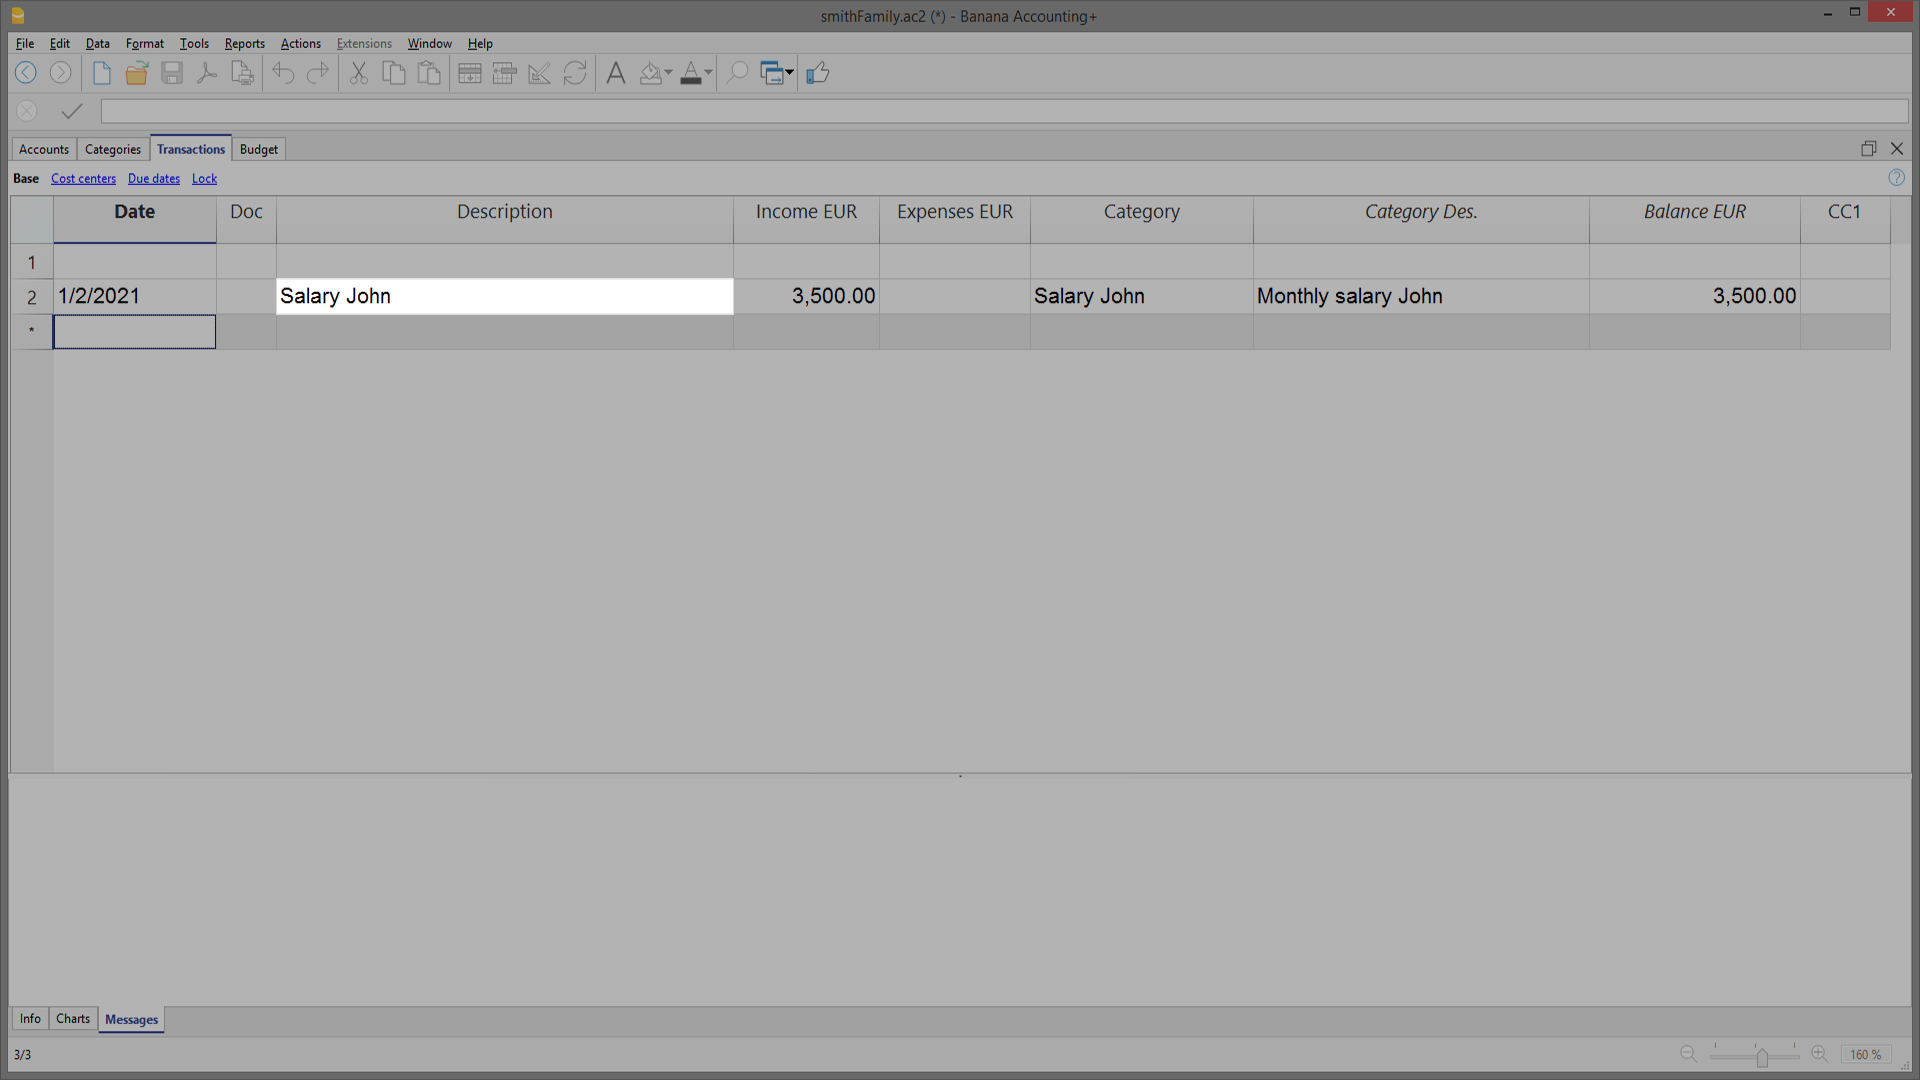 smithFamily.ac2 (*) - Banana Accounting+
File Edit Data Format Tools Reports Actions Extensions Window Help
Accounts Categories Transactions Budget
Base Cost centers Due dates Lock
Date Doc Description Income EUR Expenses EUR Category Category Des. Balance EUR CC1
1
2 1/2/2021 Salary John 3,500.00 Salary John Monthly salary John 3,500.00
*
Info Charts Messages
3/3 160 %